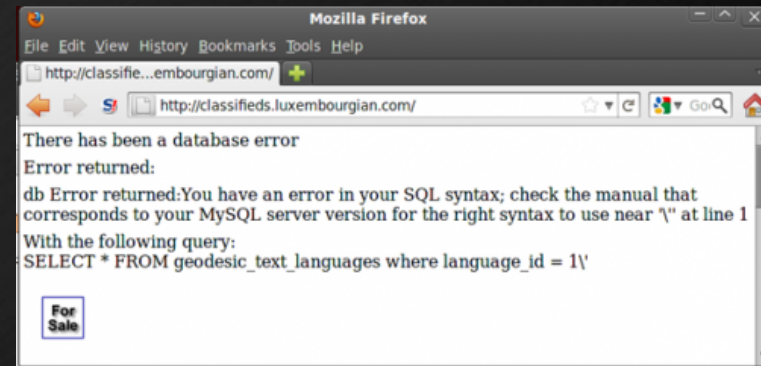 Mozilla Firefox
File Edit View History Bookmarks Tools Help
http://classifie...embourgian.com/
http://classifieds.luxembourgian.com/
There has been a database error
Error returned:
db Error returned:You have an error in your SQL syntax; check the manual that
corresponds to your MySQL server version for the right syntax to use near '\'' at line 1
With the following query:
SELECT * FROM geodesic_text_languages where language_id = 1\'
For
Sale